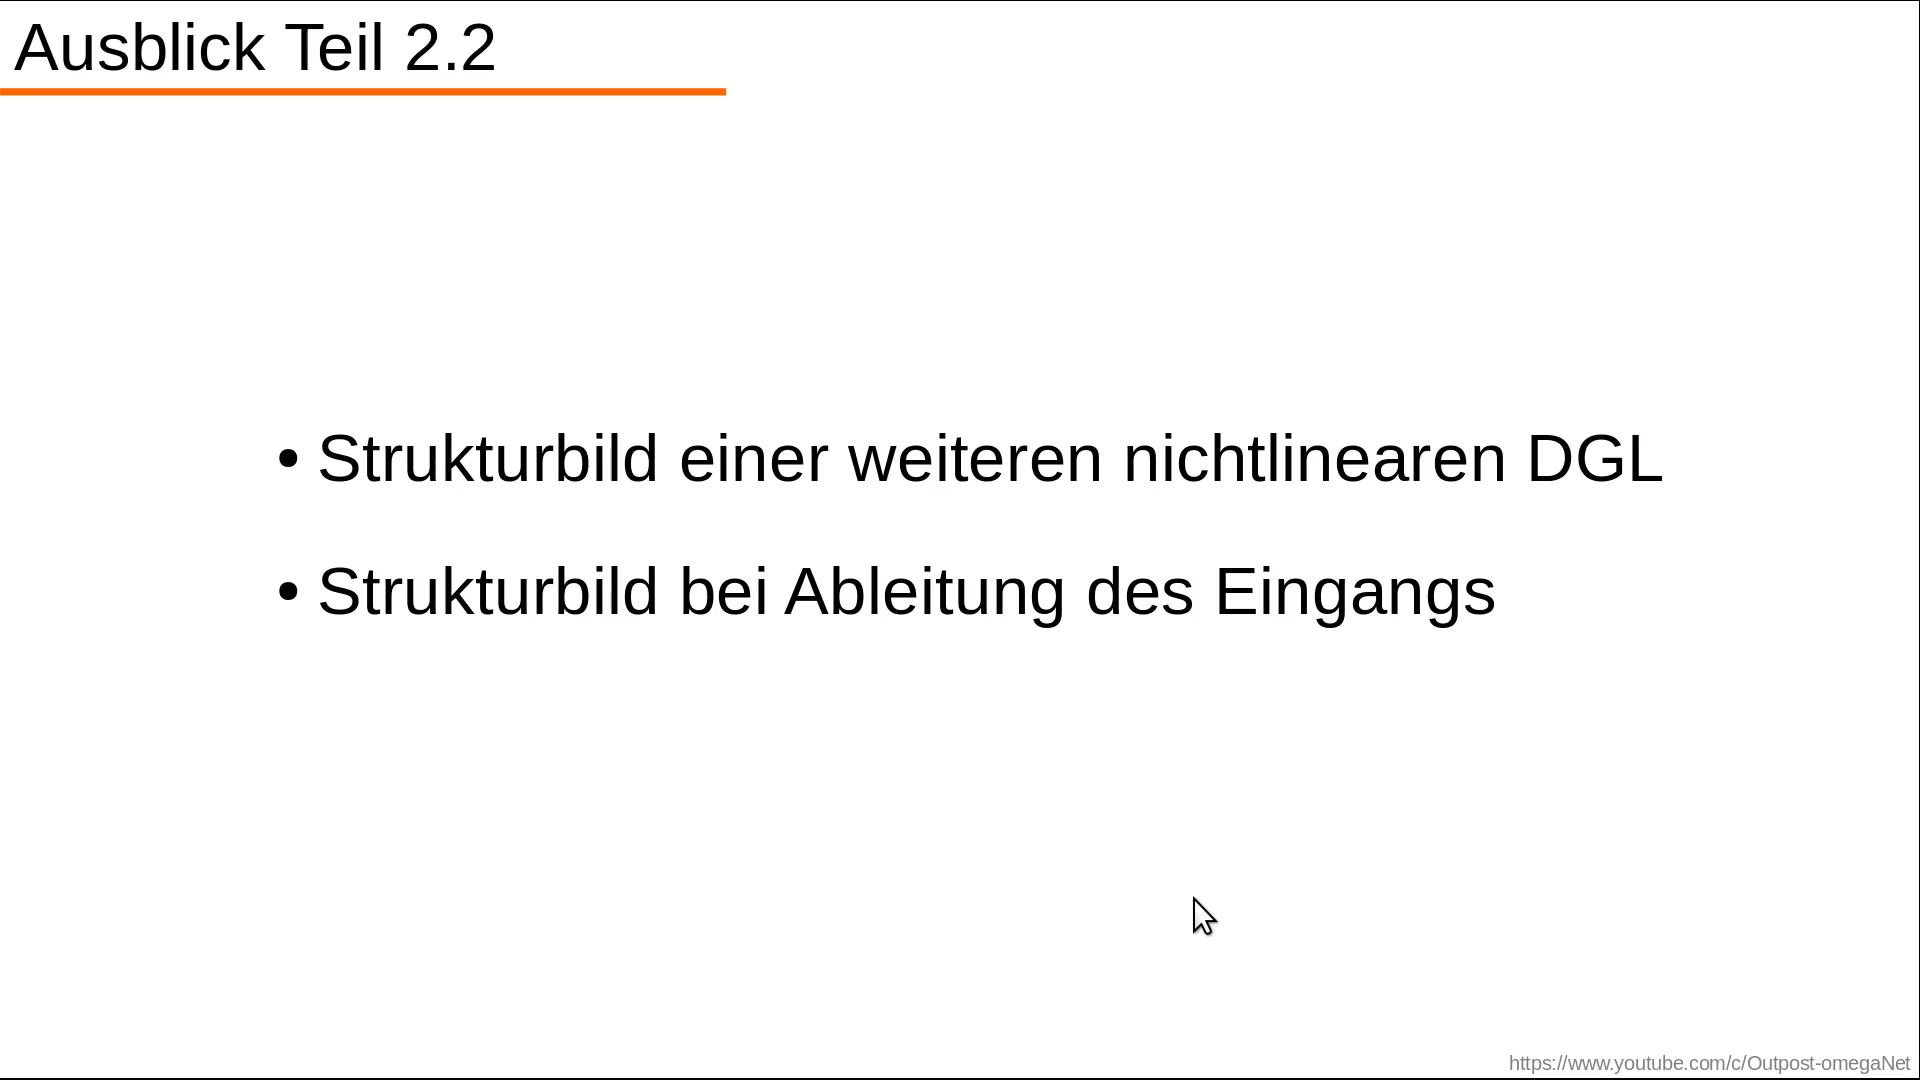 Ausblick Teil 2.2
• Strukturbild einer weiteren nichtlinearen DGL
• Strukturbild bei Ableitung des Eingangs
https://www.youtube.com/c/Outpost-omegaNet